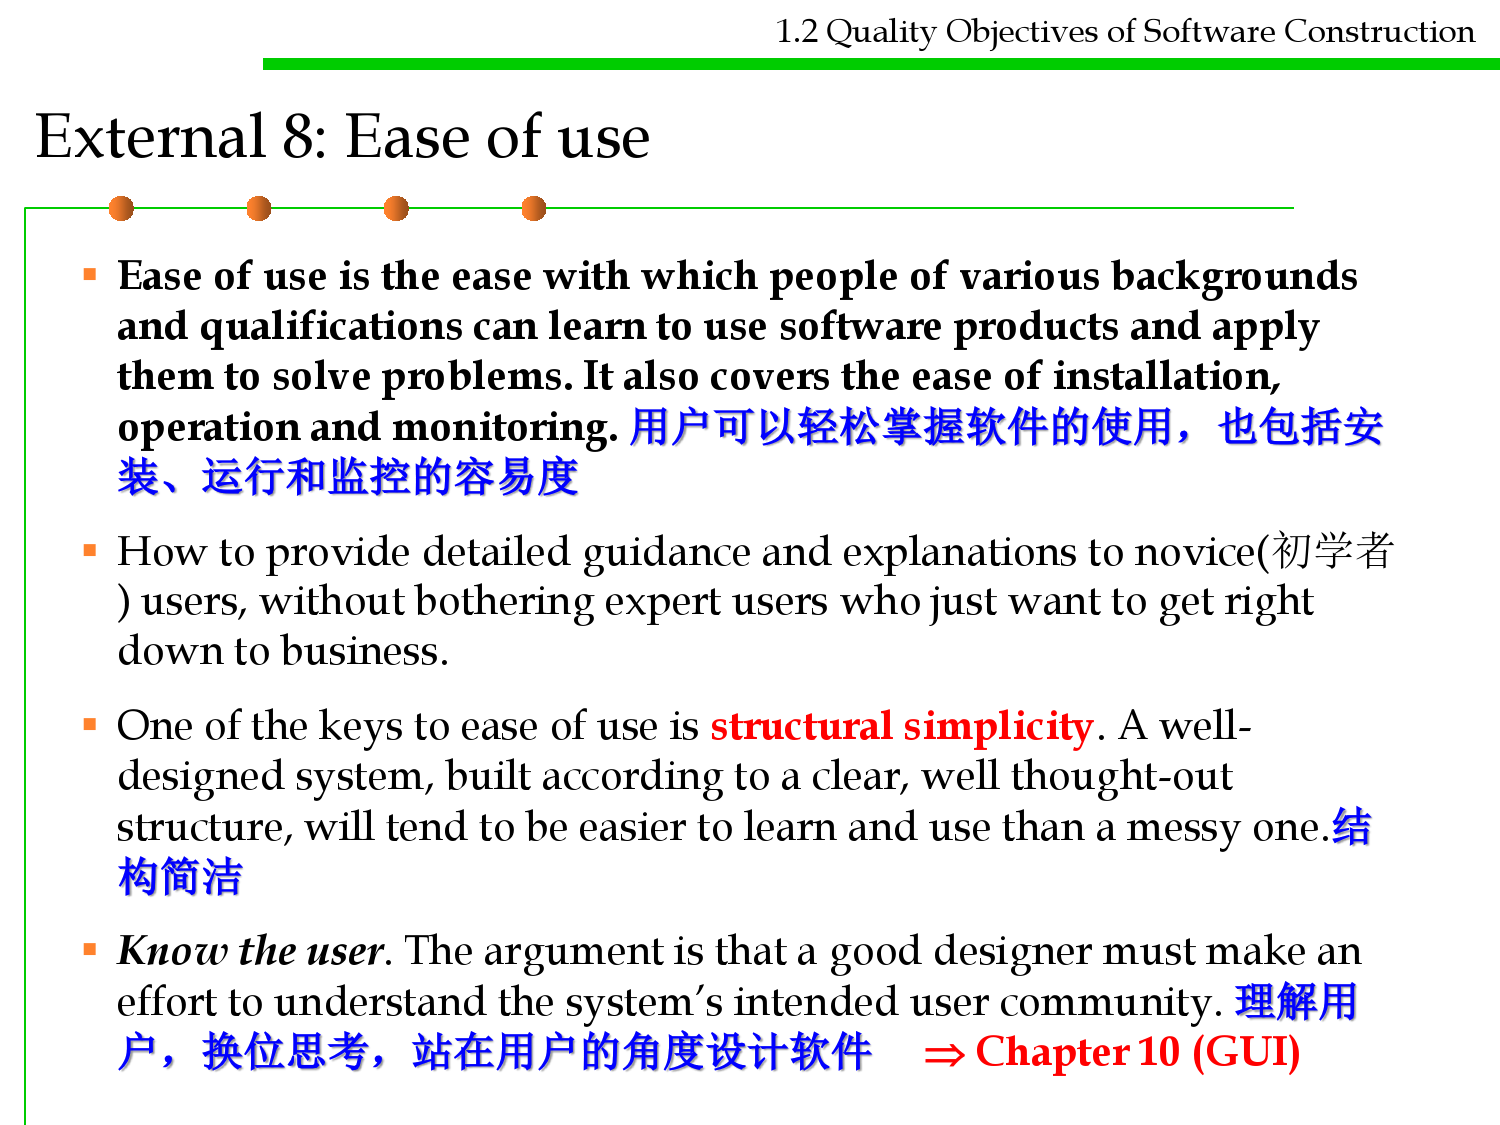 1.2 Quality Objectives of Software Construction
External 8: Ease of use
▪ Ease of use is the ease with which people of various backgrounds
and qualifications can learn to use software products and apply
them to solve problems. It also covers the ease of installation,
operation and monitoring. 用户可以轻松掌握软件的使用，也包括安
装、运行和监控的容易度
▪ How to provide detailed guidance and explanations to novice(初学者
) users, without bothering expert users who just want to get right
down to business.
▪ One of the keys to ease of use is structural simplicity. A well-
designed system, built according to a clear, well thought-out
structure, will tend to be easier to learn and use than a messy one.结
构简洁
▪ Know the user. The argument is that a good designer must make an
effort to understand the system’s intended user community. 理解用
户，换位思考，站在用户的角度设计软件 ⇒ Chapter 10 (GUI)